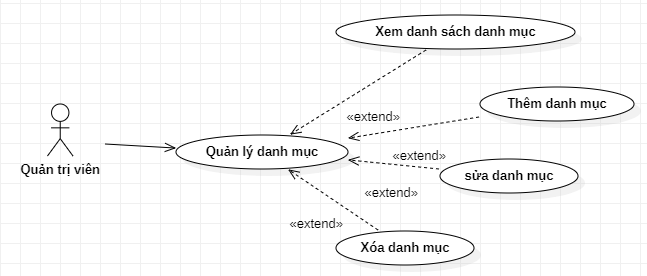 Xem danh sách danh mục
Thêm danh mục
«extend»
Quản lý danh mục
«extend»
Quản trị viên
sửa danh mục
«extend»
«extend»
Xóa danh mục